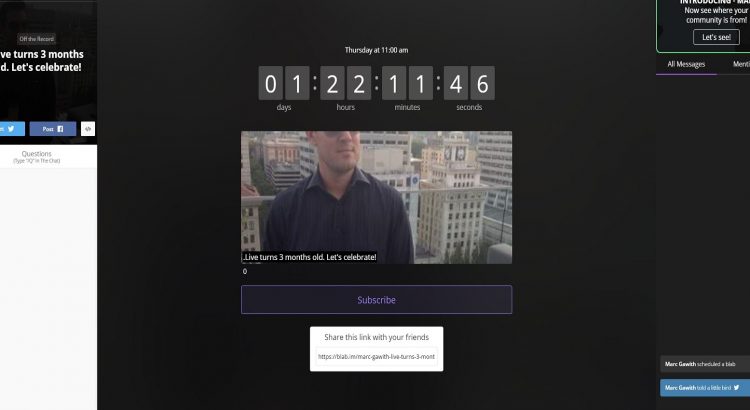 Off the Record
ve turns 3 months
d. Let's celebrate!
et
Post
</>
Questions
(Type "/Q" In The Chat)
Thursday at 11:00 am
01:22:11:46
days hours minutes seconds
.Live turns 3 months old. Let's celebrate!
0
Subscribe
Share this link with your friends
https://blab.im/marc-gawith-live-turns-3-mont
INTRODUCING - MA
Now see where your
community is from!
Let's see!
All Messages Menti
Marc Gawith scheduled a blab
Marc Gawith told a little bird